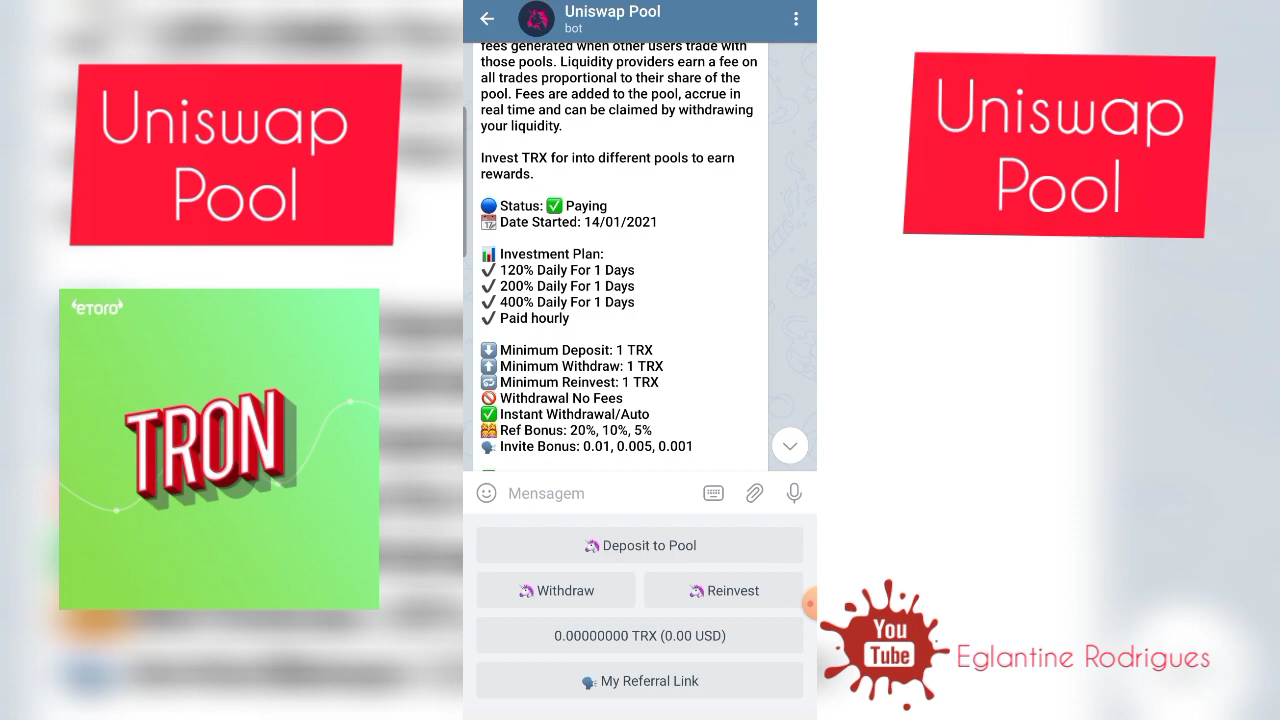 Uniswap
Pool
eTORO
TRON
Uniswap Pool
bot
fees generated when other users trade with
those pools. Liquidity providers earn a fee on
all trades proportional to their share of the
pool. Fees are added to the pool, accrue in
real time and can be claimed by withdrawing
your liquidity.
Invest TRX for into different pools to earn
rewards.
🔵 Status: ✅ Paying
📅 Date Started: 14/01/2021
📊 Investment Plan:
✔ 120% Daily For 1 Days
✔ 200% Daily For 1 Days
✔ 400% Daily For 1 Days
✔ Paid hourly
⬇ Minimum Deposit: 1 TRX
⬆ Minimum Withdraw: 1 TRX
🔁 Minimum Reinvest: 1 TRX
🚫 Withdrawal No Fees
✅ Instant Withdrawal/Auto
👯 Ref Bonus: 20%, 10%, 5%
🗣 Invite Bonus: 0.01, 0.005, 0.001
Mensagem
🦄 Deposit to Pool
🦄 Withdraw
🦄 Reinvest
0.00000000 TRX (0.00 USD)
🗣 My Referral Link
Uniswap
Pool
You
Tube
Eglantine Rodrigues